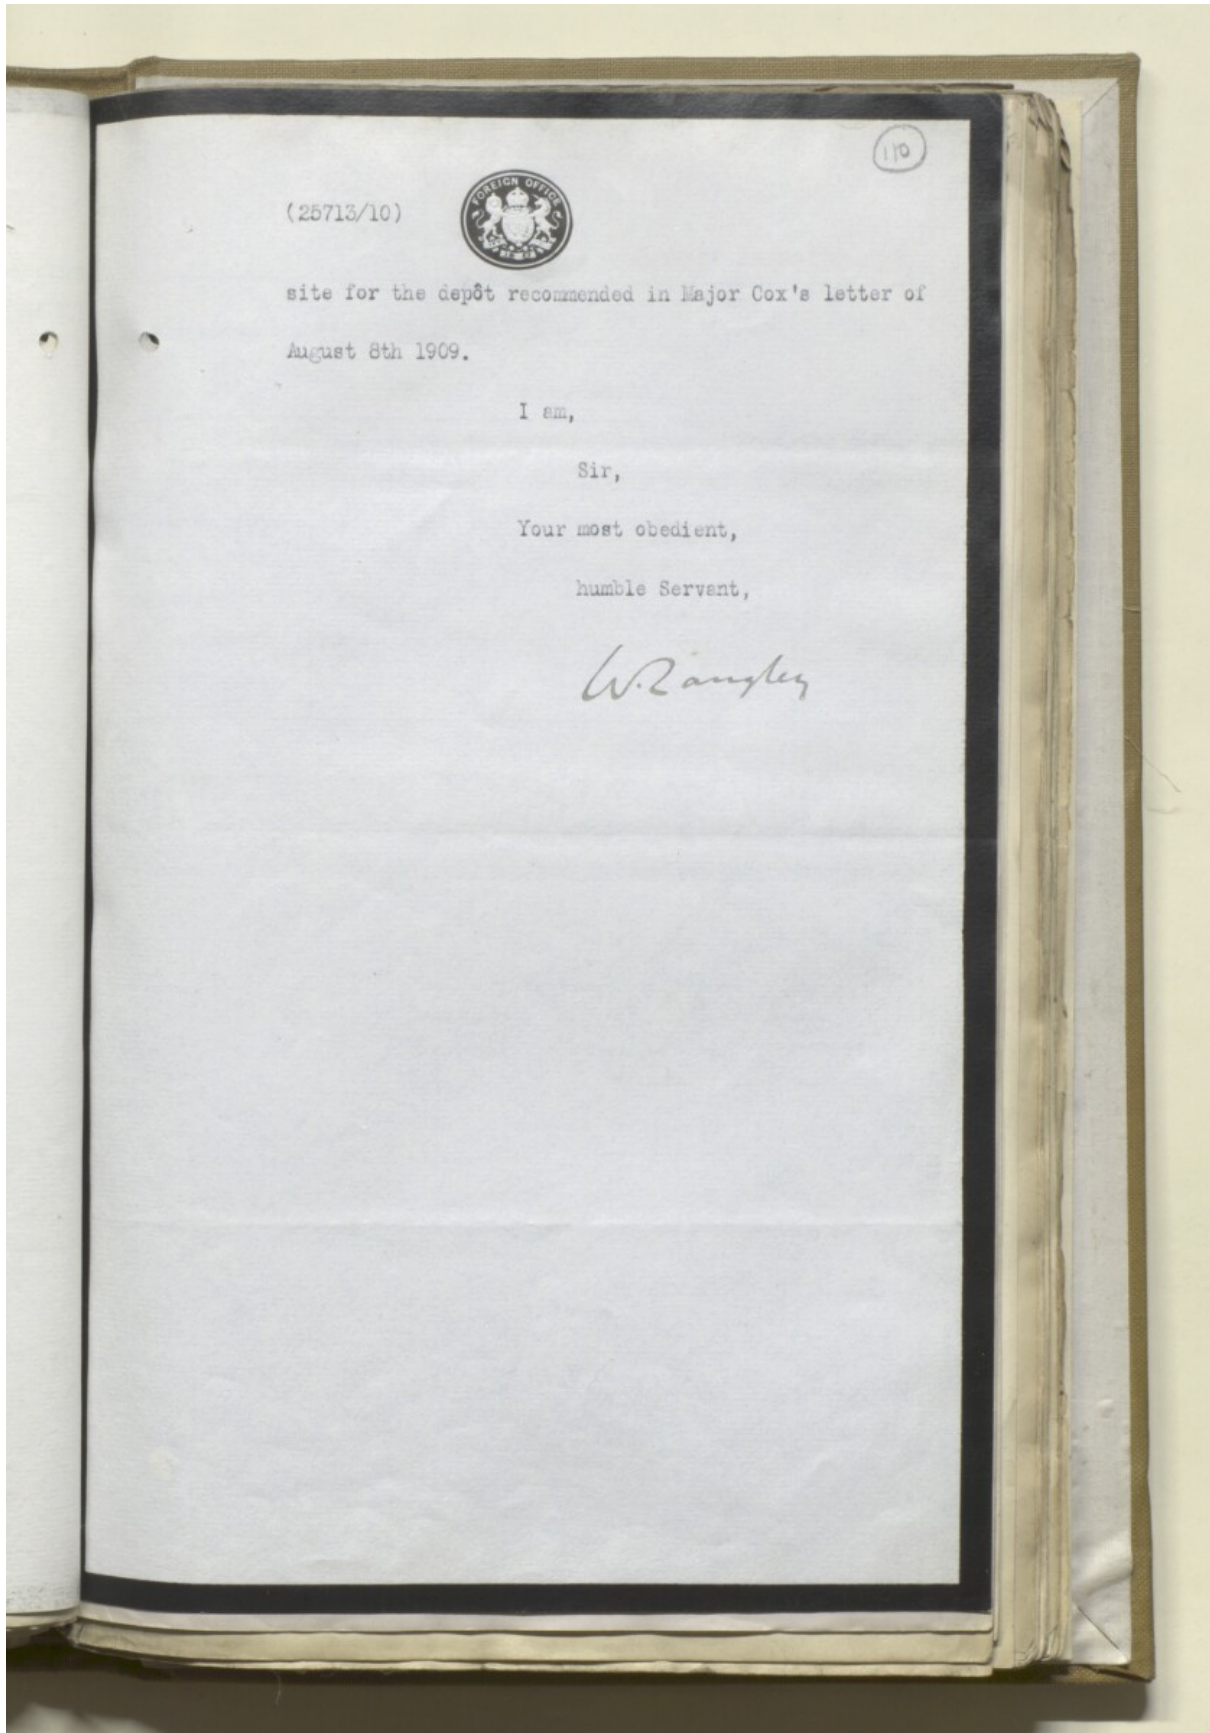 110
(25713/10)
FOREIGN OFFICE
site for the depôt recommended in Major Cox's letter of
August 8th 1909.
I am,
Sir,
Your most obedient,
humble Servant,
W. Langley